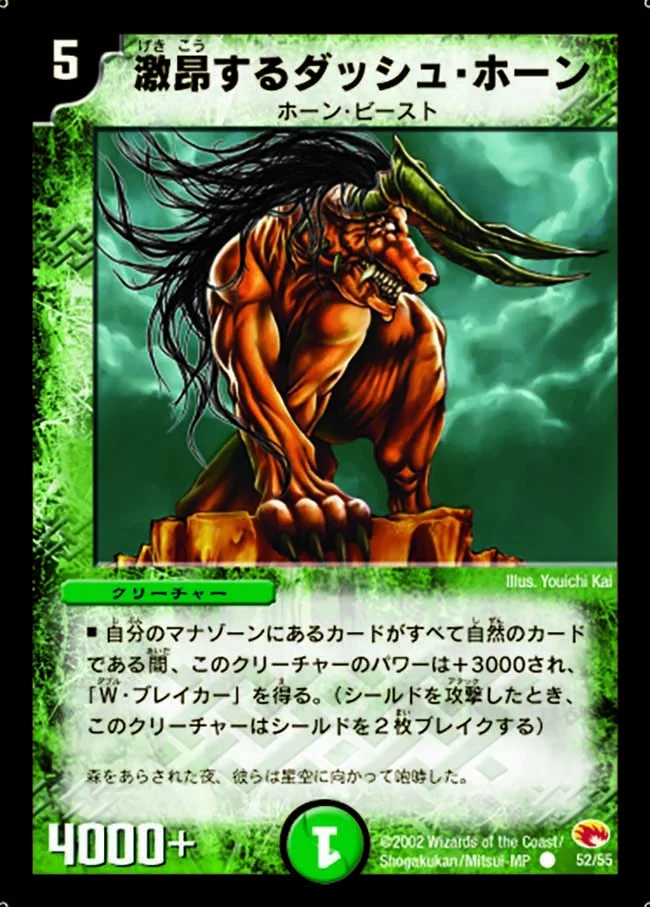 5
げき こう
激昂するダッシュ・ホーン
ホーン・ビースト
Illus. Youichi Kai
クリーチャー
■ 自分のマナゾーンにあるカードがすべて自然のカード
である間、このクリーチャーのパワーは+3000され、
「W・ブレイカー」を得る。(シールドを攻撃したとき、
このクリーチャーはシールドを2枚ブレイクする)
森をあらされた夜、彼らは星空に向かって咆哮した。
4000+
1
©2002 Wizards of the Coast/
Shogakukan/Mitsui-MP ● 52/55